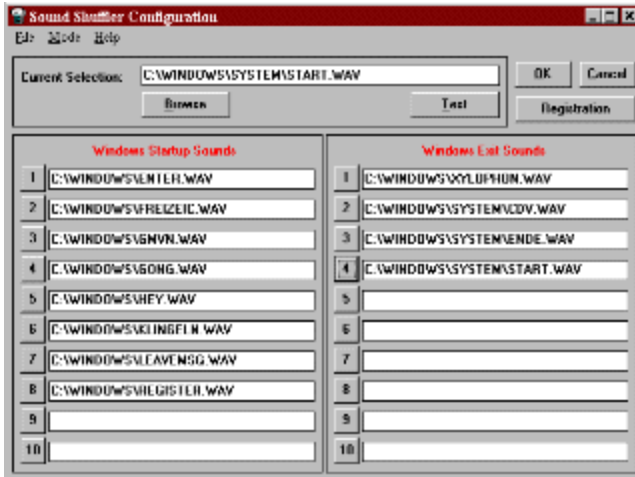 Sound Shuffler Configuration
File Mode Help
Current Selection: C:\WINDOWS\SYSTEM\START.WAV
OK Cancel
Browse Test
Registration
Windows Startup Sounds
1 C:\WINDOWS\ENTER.WAV
2 C:\WINDOWS\FREIZEIC.WAV
3 C:\WINDOWS\GMVN.WAV
4 C:\WINDOWS\GONG.WAV
5 C:\WINDOWS\HEY.WAV
6 C:\WINDOWS\KLINGELN.WAV
7 C:\WINDOWS\LEAVEMSG.WAV
8 C:\WINDOWS\REGISTER.WAV
9
10
Windows Exit Sounds
1 C:\WINDOWS\XYLOPHON.WAV
2 C:\WINDOWS\SYSTEM\CDV.WAV
3 C:\WINDOWS\SYSTEM\ENDE.WAV
4 C:\WINDOWS\SYSTEM\START.WAV
5
6
7
8
9
10